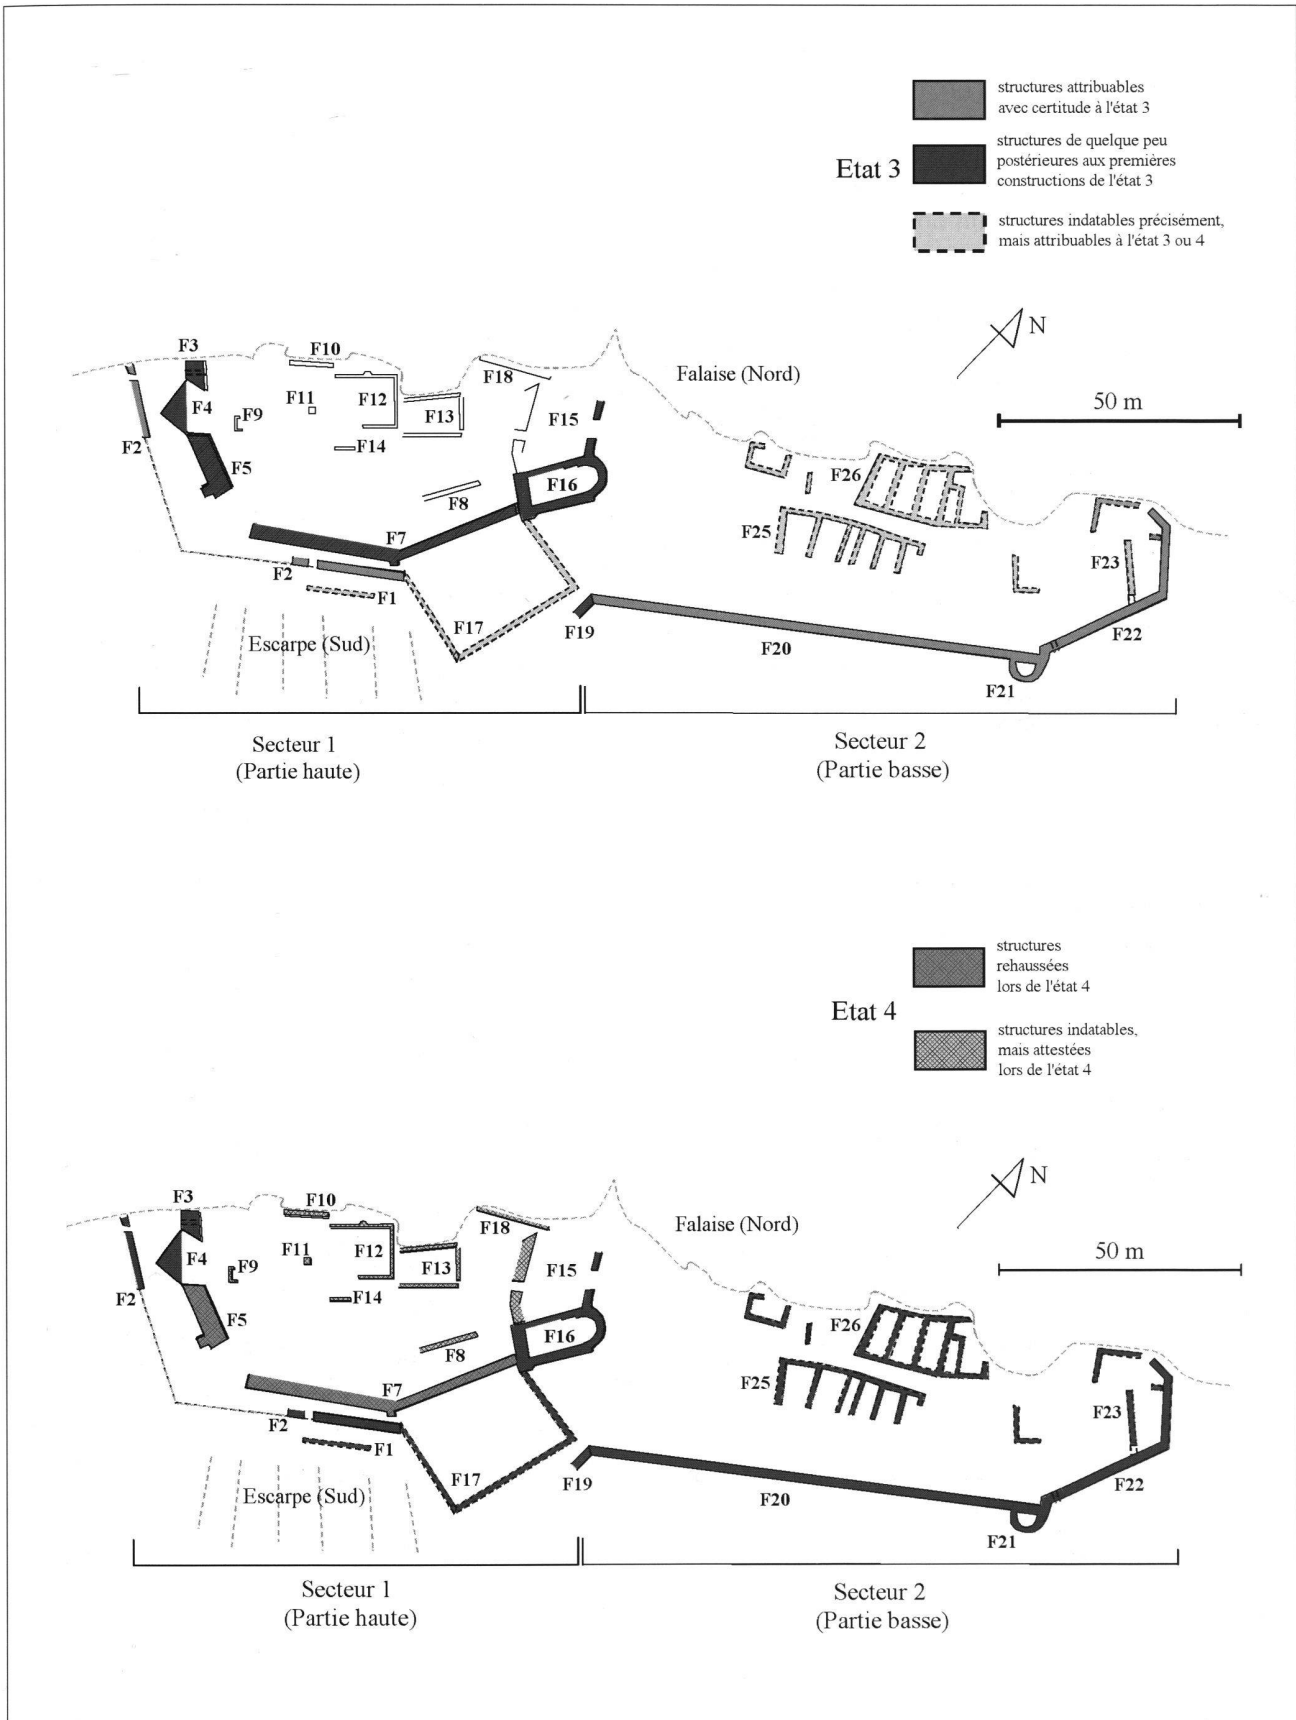 structures attribuables
avec certitude à l'état 3
Etat 3
structures de quelque peu
postérieures aux premières
constructions de l'état 3
structures indatables précisément,
mais attribuables à l'état 3 ou 4
N
50 m
Falaise (Nord)
F3
F10
F18
F4
F9
F11
F12
F13
F15
F2
F14
F5
F8
F16
F26
F7
F25
F2
F1
F23
F17
F19
F22
Escarpe (Sud)
F20
F21
Secteur 1
(Partie haute)
Secteur 2
(Partie basse)
structures
rehaussées
lors de l'état 4
Etat 4
structures indatables,
mais attestées
lors de l'état 4
N
50 m
Falaise (Nord)
F3
F10
F18
F4
F9
F11
F12
F13
F15
F2
F14
F5
F8
F16
F26
F7
F25
F2
F1
F23
F17
F19
F22
Escarpe (Sud)
F20
F21
Secteur 1
(Partie haute)
Secteur 2
(Partie basse)